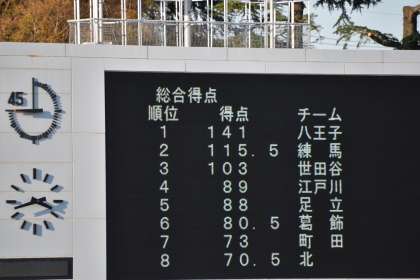 45
総合得点
順位 得点 チーム
1 141 八王子
2 115.5 練馬
3 103 世田谷
4 89 江戸川
5 88 足立
6 80.5 葛飾
7 73 町田
8 70.5 北